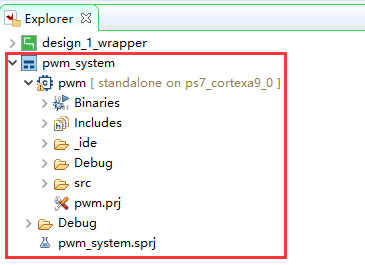 Explorer
design_1_wrapper
pwm_system
pwm [ standalone on ps7_cortexa9_0 ]
Binaries
Includes
_ide
Debug
src
pwm.prj
Debug
pwm_system.sprj